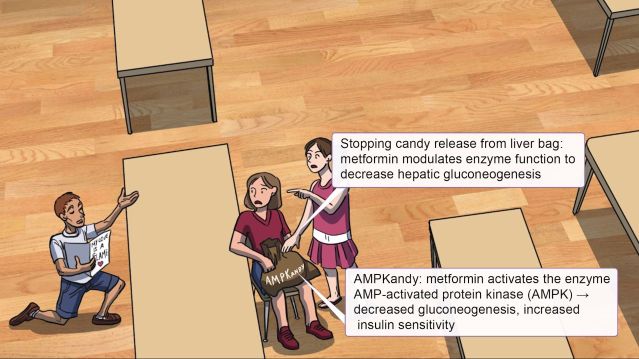 Stopping candy release from liver bag:
metformin modulates enzyme function to
decrease hepatic gluconeogenesis
AMPKandy
AMPKandy: metformin activates the enzyme
AMP-activated protein kinase (AMPK) →
decreased gluconeogenesis, increased
insulin sensitivity